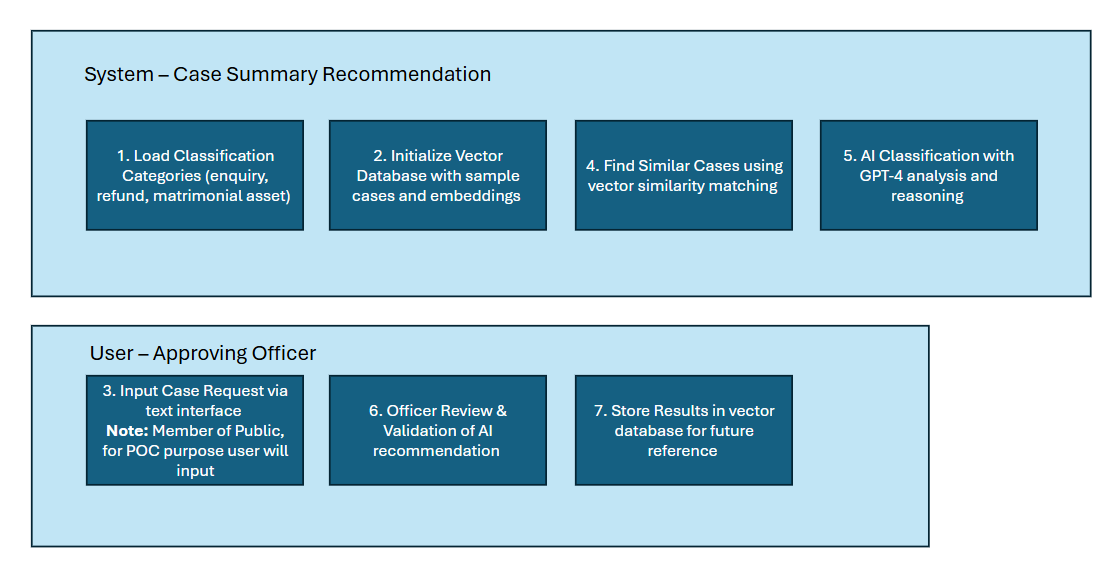 System – Case Summary Recommendation
1. Load Classification
Categories (enquiry,
refund, matrimonial asset)
2. Initialize Vector
Database with sample
cases and embeddings
4. Find Similar Cases using
vector similarity matching
5. AI Classification with
GPT-4 analysis and
reasoning
User – Approving Officer
3. Input Case Request via
text interface
Note: Member of Public,
for POC purpose user will
input
6. Officer Review &
Validation of AI
recommendation
7. Store Results in vector
database for future
reference